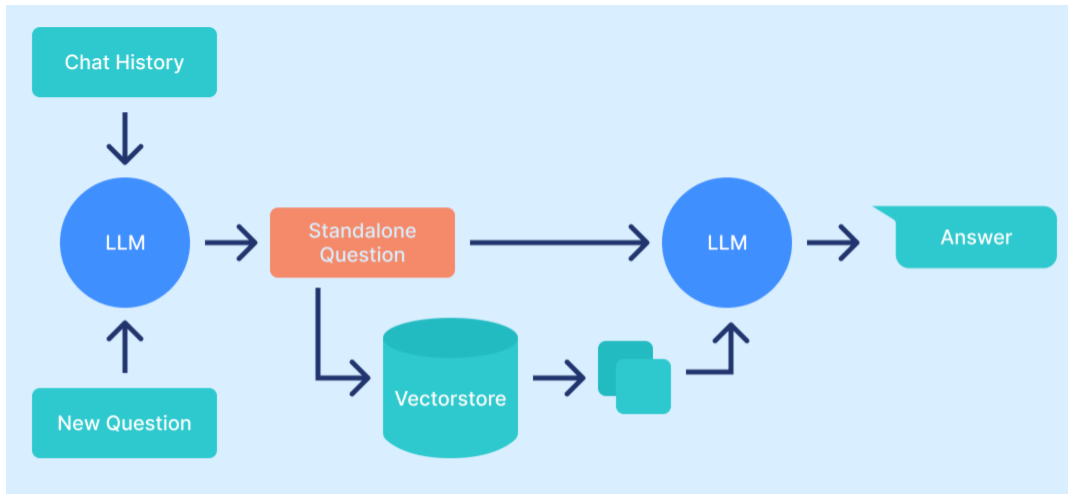 Chat History
LLM
Standalone
Question
LLM
Answer
Vectorstore
New Question